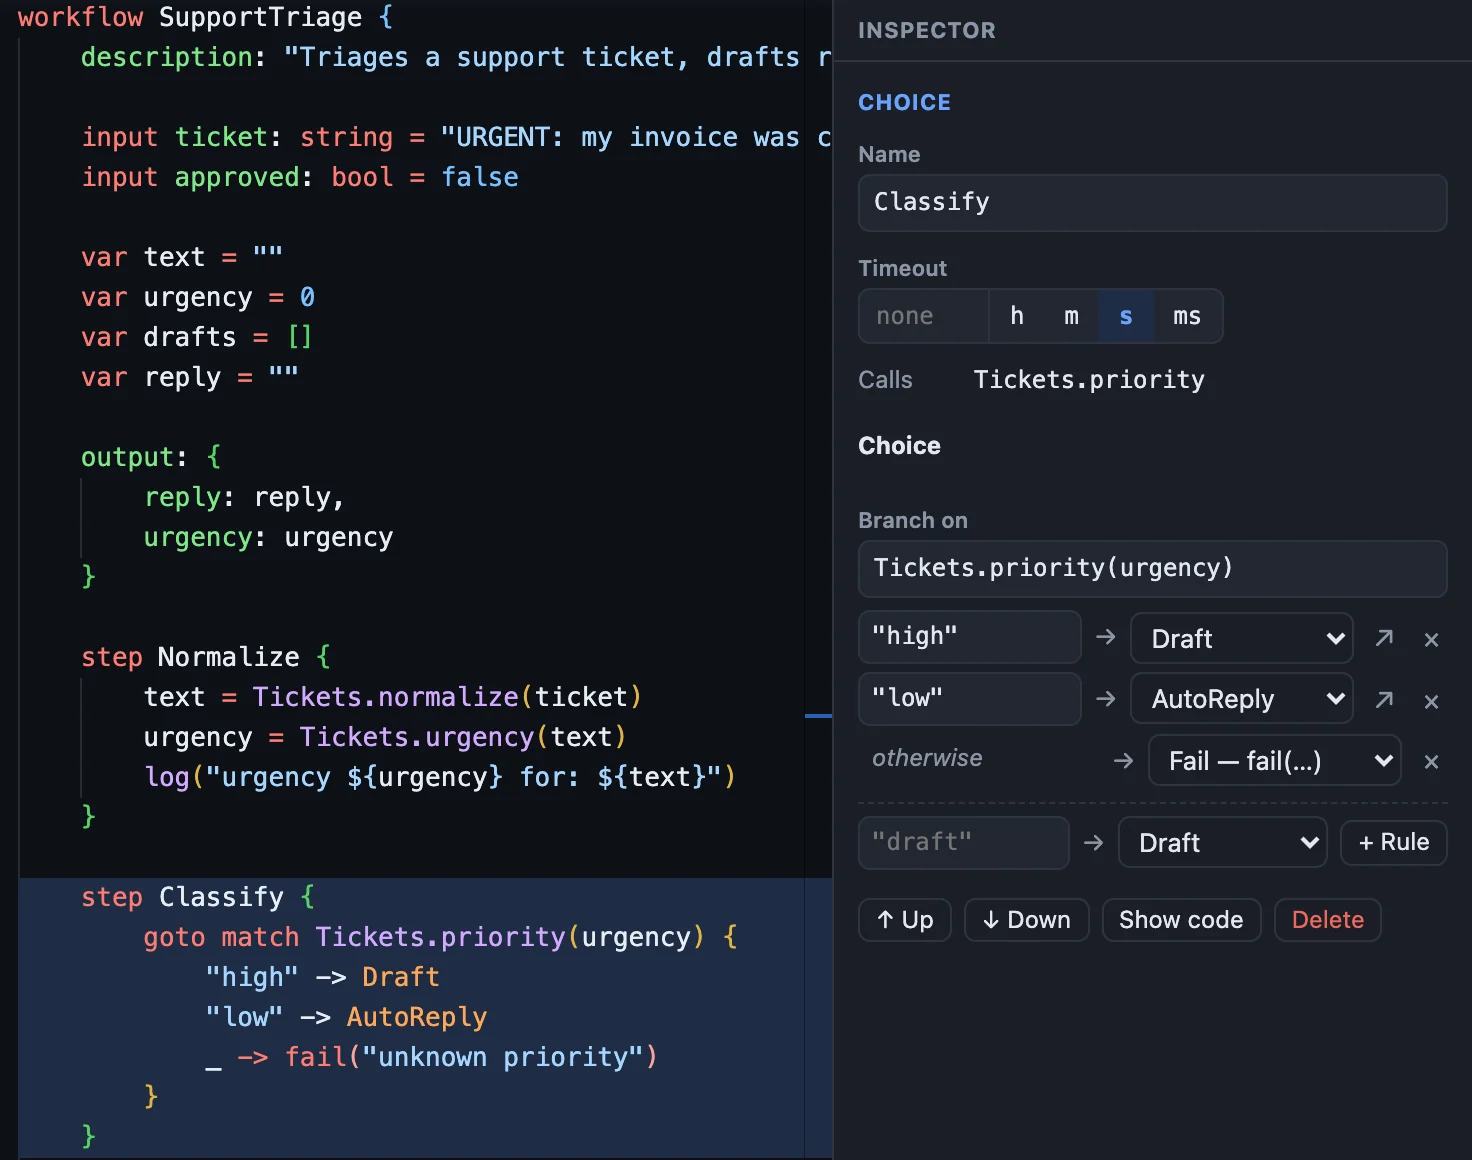 workflow SupportTriage {
description: "Triages a support ticket, drafts r
input ticket: string = "URGENT: my invoice was c
input approved: bool = false
var text = ""
var urgency = 0
var drafts = []
var reply = ""
output: {
reply: reply,
urgency: urgency
}
step Normalize {
text = Tickets.normalize(ticket)
urgency = Tickets.urgency(text)
log("urgency ${urgency} for: ${text}")
}
step Classify {
goto match Tickets.priority(urgency) {
"high" -> Draft
"low" -> AutoReply
_ -> fail("unknown priority")
}
}
INSPECTOR
CHOICE
Name
Classify
Timeout
none h m s ms
Calls Tickets.priority
Choice
Branch on
Tickets.priority(urgency)
"high" → Draft ↗ ×
"low" → AutoReply ↗ ×
otherwise → Fail — fail(...) ×
"draft" → Draft + Rule
↑ Up ↓ Down Show code Delete